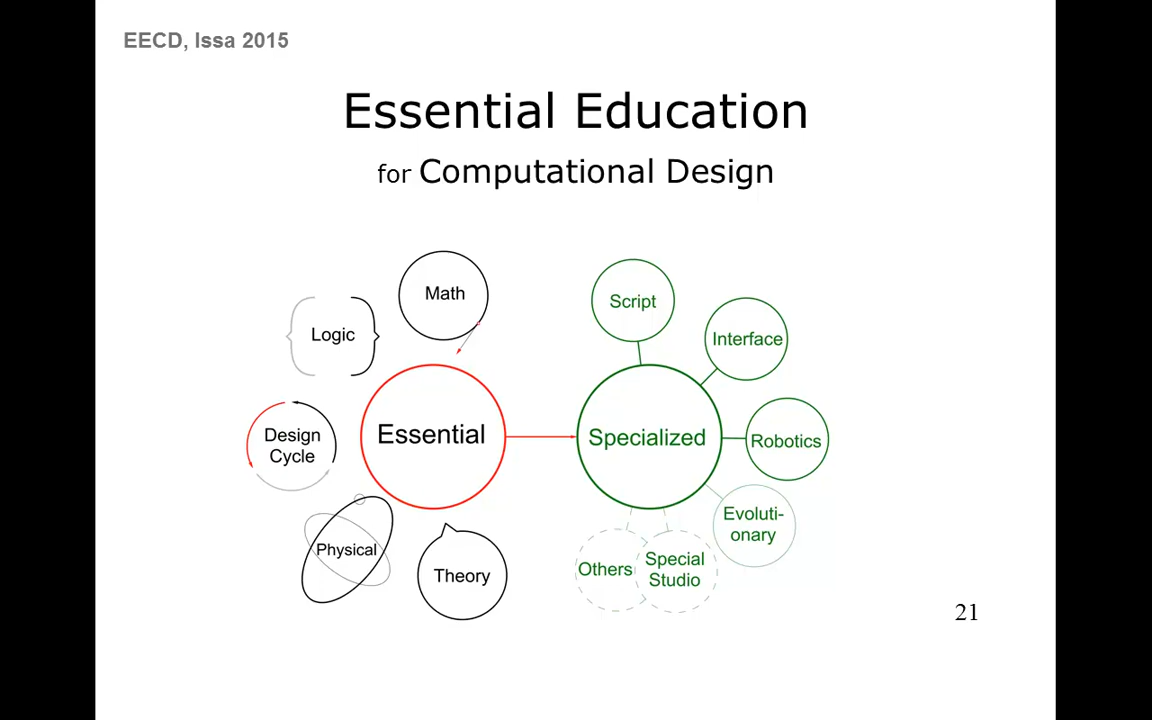 EECD, Issa 2015
Essential Education
for Computational Design
Math
Logic
Design
Cycle
Physical
Theory
Essential
Specialized
Script
Interface
Robotics
Evoluti-
onary
Special
Studio
Others
21